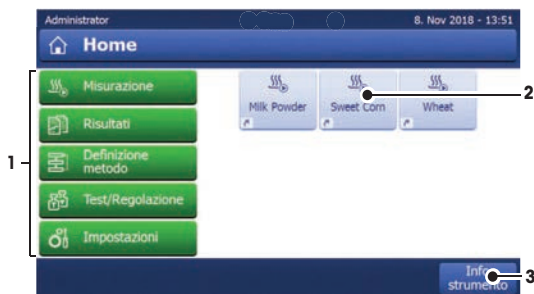 Administrator
8. Nov 2018 - 13:51
Home
Misurazione
Risultati
Definizione
metodo
Test/Regolazione
Impostazioni
Milk Powder
Sweet Corn
Wheat
Info
strumento
1
2
3